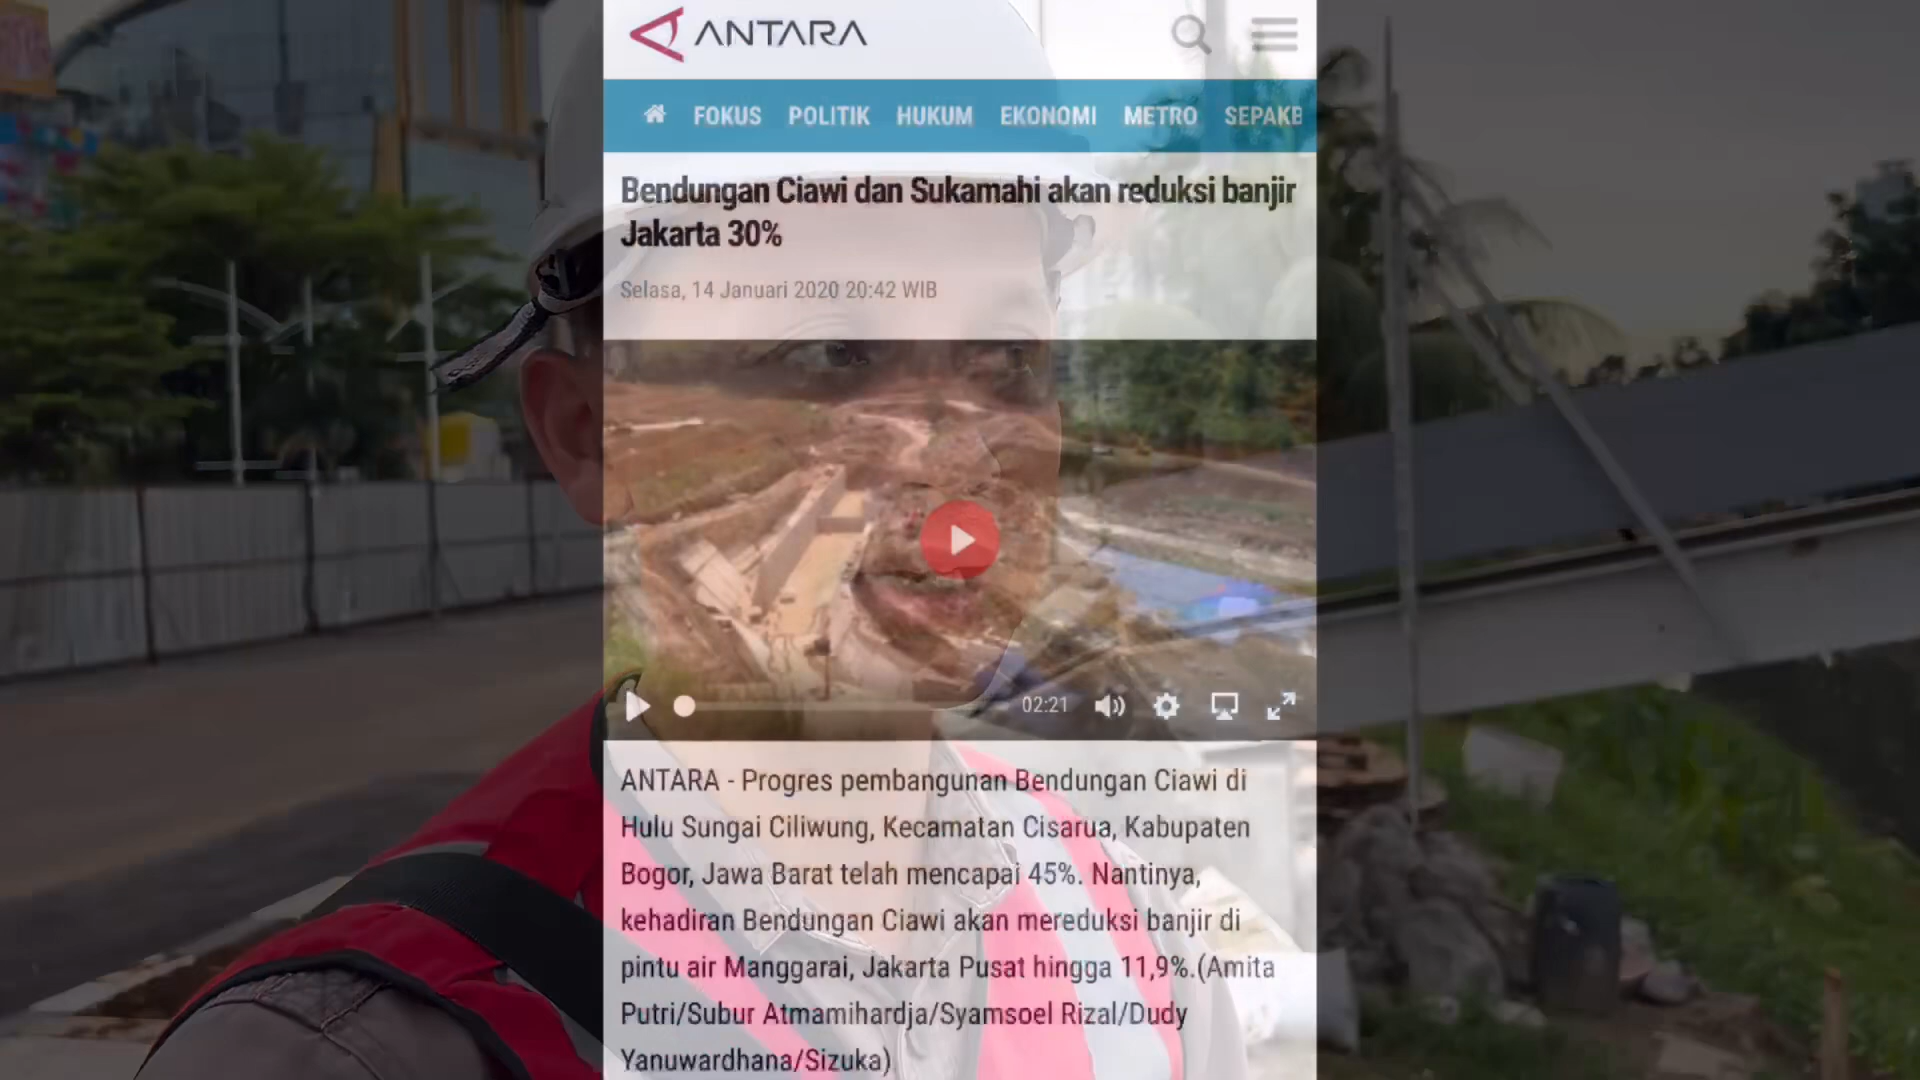 ANTARA
FOKUS POLITIK HUKUM EKONOMI METRO SEPAKB
Bendungan Ciawi dan Sukamahi akan reduksi banjir
Jakarta 30%
Selasa, 14 Januari 2020 20:42 WIB
02:21
ANTARA - Progres pembangunan Bendungan Ciawi di
Hulu Sungai Ciliwung, Kecamatan Cisarua, Kabupaten
Bogor, Jawa Barat telah mencapai 45%. Nantinya,
kehadiran Bendungan Ciawi akan mereduksi banjir di
pintu air Manggarai, Jakarta Pusat hingga 11,9%.(Amita
Putri/Subur Atmamihardja/Syamsoel Rizal/Dudy
Yanuwardhana/Sizuka)